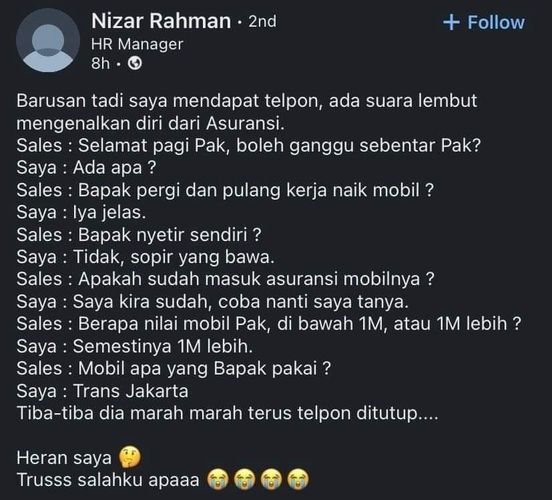 Nizar Rahman • 2nd
+ Follow
HR Manager
8h •
Barusan tadi saya mendapat telpon, ada suara lembut
mengenalkan diri dari Asuransi.
Sales : Selamat pagi Pak, boleh ganggu sebentar Pak?
Saya : Ada apa ?
Sales : Bapak pergi dan pulang kerja naik mobil ?
Saya : Iya jelas.
Sales : Bapak nyetir sendiri ?
Saya : Tidak, sopir yang bawa.
Sales : Apakah sudah masuk asuransi mobilnya ?
Saya : Saya kira sudah, coba nanti saya tanya.
Sales : Berapa nilai mobil Pak, di bawah 1M, atau 1M lebih ?
Saya : Semestinya 1M lebih.
Sales : Mobil apa yang Bapak pakai ?
Saya : Trans Jakarta
Tiba-tiba dia marah marah terus telpon ditutup....
Heran saya 🤔
Trusss salahku apaaa 😭😭😭😭